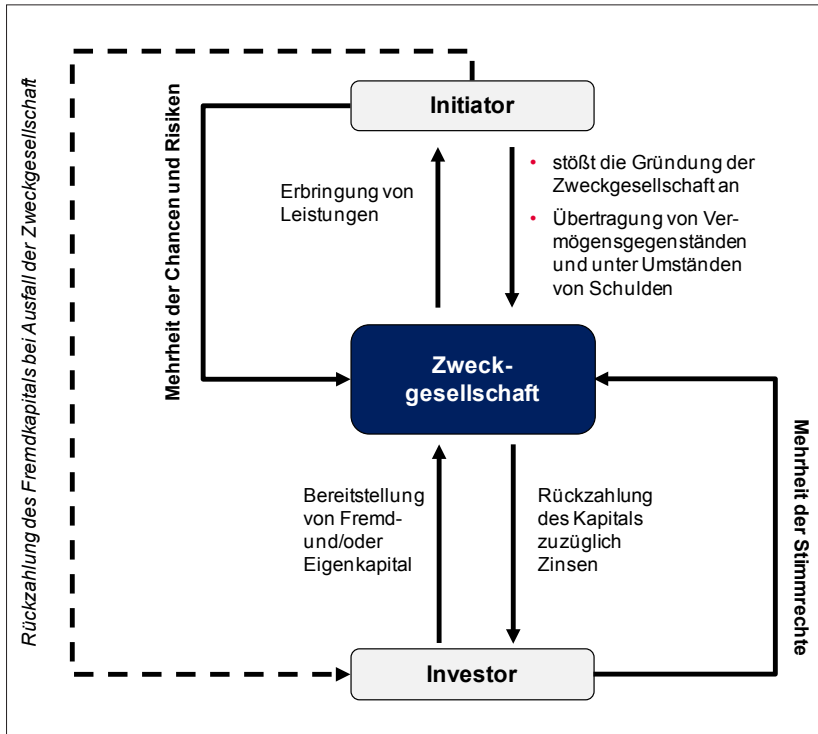 Initiator
Rückzahlung des Fremdkapitals bei Ausfall der Zweckgesellschaft
Mehrheit der Chancen und Risiken
Erbringung von
Leistungen
• stößt die Gründung der
Zweckgesellschaft an
• Übertragung von Ver-
mögensgegenständen
und unter Umständen
von Schulden
Zweck-
gesellschaft
Bereitstellung
von Fremd-
und/oder
Eigenkapital
Rückzahlung
des Kapitals
zuzüglich
Zinsen
Mehrheit der Stimmrechte
Investor